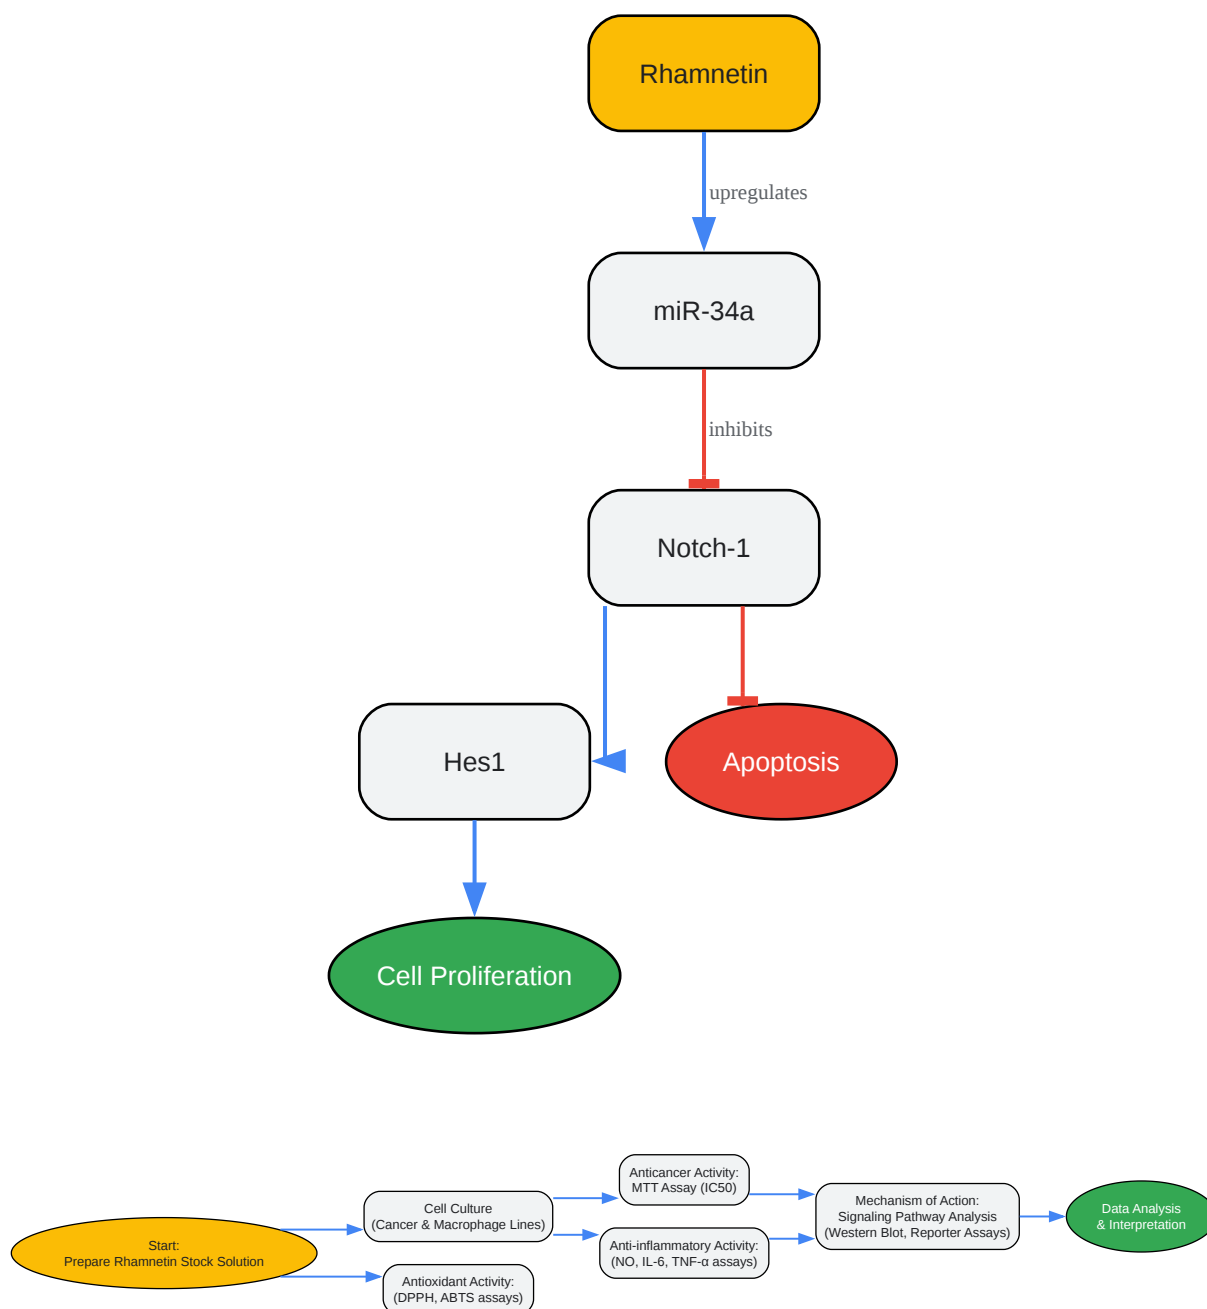 Rhamnetin
upregulates
miR-34a
inhibits
Notch-1
Hes1
Apoptosis
Cell Proliferation
Start:
Prepare Rhamnetin Stock Solution
Cell Culture
(Cancer & Macrophage Lines)
Antioxidant Activity:
(DPPH, ABTS assays)
Anticancer Activity:
MTT Assay (IC50)
Anti-inflammatory Activity:
(NO, IL-6, TNF-α assays)
Mechanism of Action:
Signaling Pathway Analysis
(Western Blot, Reporter Assays)
Data Analysis
& Interpretation